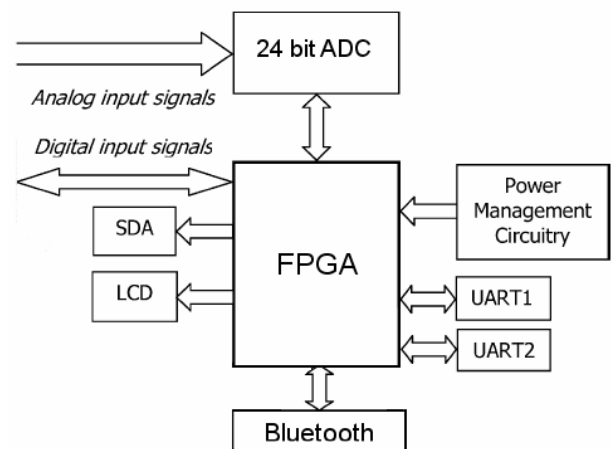 24 bit ADC
Analog input signals
Digital input signals
SDA
LCD
FPGA
Power
Management
Circuitry
UART1
UART2
Bluetooth